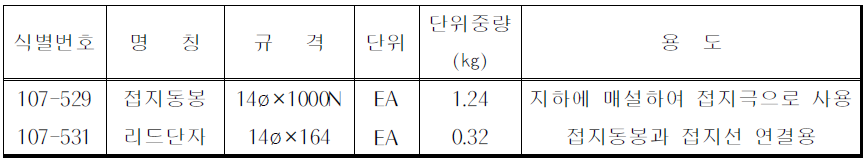 식별번호 명 칭 규 격 단위 단위중량 (kg) 용 도
107-529 접지동봉 14ø×1000N EA 1.24 지하에 매설하여 접지극으로 사용
107-531 리드단자 14ø×164 EA 0.32 접지동봉과 접지선 연결용